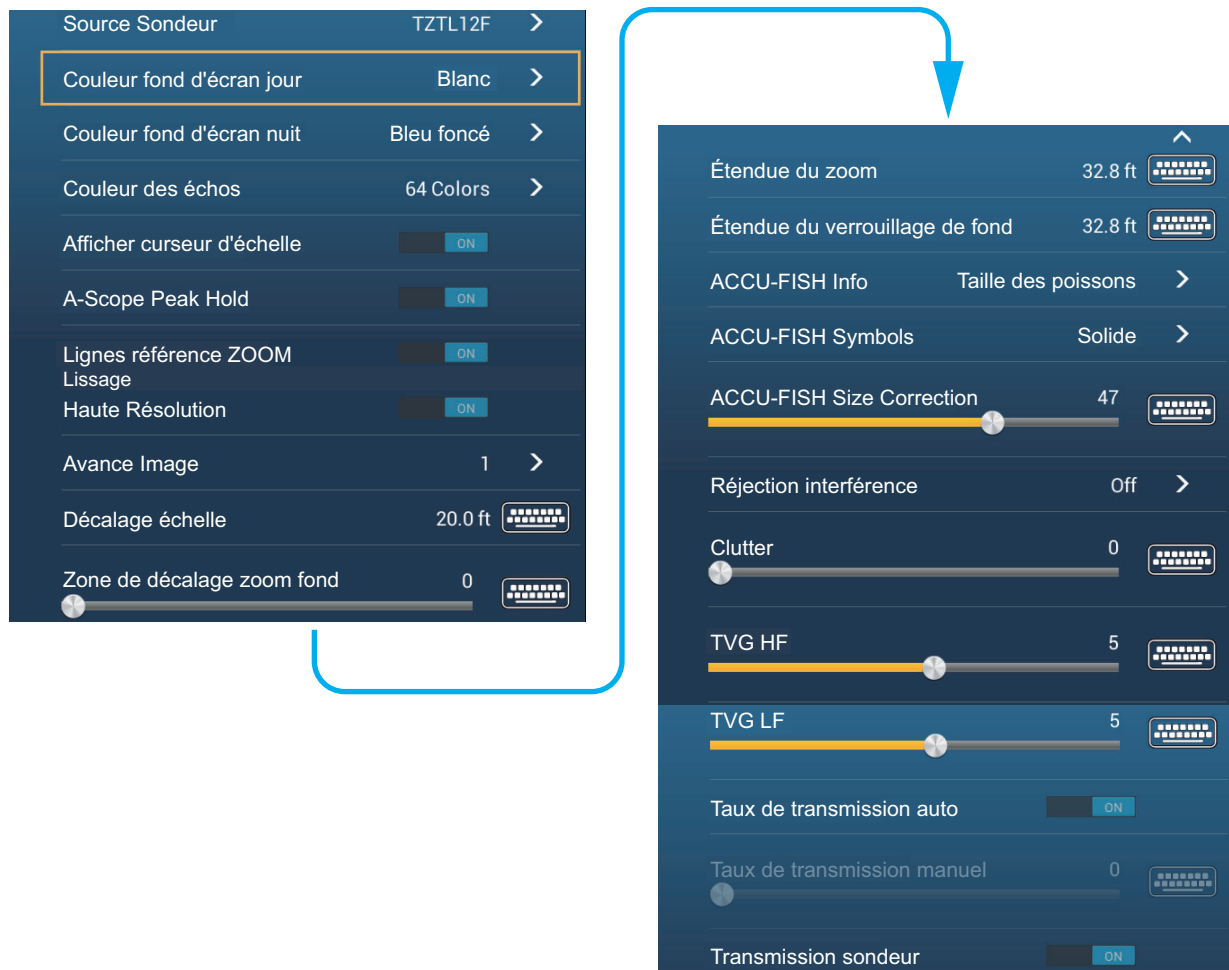 Source Sondeur TZTL12F
Couleur fond d'écran jour Blanc
Couleur fond d'écran nuit Bleu foncé
Couleur des échos 64 Colors
Afficher curseur d'échelle ON
A-Scope Peak Hold ON
Lignes référence ZOOM ON
Lissage
Haute Résolution ON
Avance Image 1
Décalage échelle 20.0 ft
Zone de décalage zoom fond 0
Étendue du zoom 32.8 ft
Étendue du verrouillage de fond 32.8 ft
ACCU-FISH Info Taille des poissons
ACCU-FISH Symbols Solide
ACCU-FISH Size Correction 47
Réjection interférence Off
Clutter 0
TVG HF 5
TVG LF 5
Taux de transmission auto ON
Taux de transmission manuel 0
Transmission sondeur ON